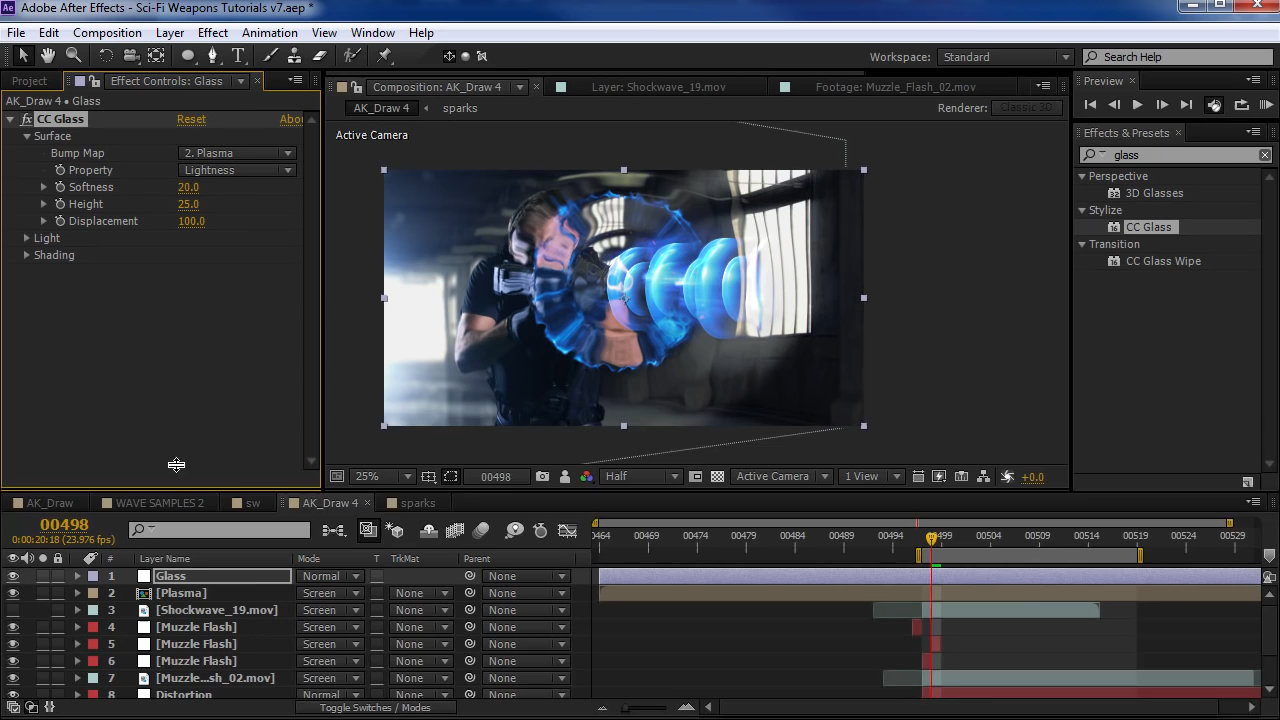 Ae Adobe After Effects - Sci-Fi Weapons Tutorials v7.aep *
File Edit Composition Layer Effect Animation View Window Help
T Workspace: Standard Search Help
Project Effect Controls: Glass Composition: AK_Draw 4 Layer: Shockwave_19.mov Footage: Muzzle_Flash_02.mov Preview
AK_Draw 4 • Glass
AK_Draw 4 sparks Renderer: Classic 3D
fx CC Glass Reset Abou
Active Camera
Effects & Presets
Surface
Bump Map 2. Plasma
glass
Property Lightness
Perspective
Softness 20.0
3D Glasses
Height 25.0
Stylize
Displacement 100.0
CC Glass
Light
Transition
Shading
CC Glass Wipe
25% 00498 Half Active Camera 1 View +0.0
AK_Draw WAVE SAMPLES 2 sw AK_Draw 4 sparks
00498
0:00:20:18 (23.976 fps)
0464 00469 00474 00479 00484 00489 00494 00499 00504 00509 00514 00519 00524 00529
# Layer Name Mode T TrkMat Parent
1 Glass Normal None
2 [Plasma] Screen None None
3 [Shockwave_19.mov] Screen None None
4 [Muzzle Flash] Screen None None
5 [Muzzle Flash] Screen None None
6 [Muzzle Flash] Screen None None
7 [Muzzle...sh_02.mov] Screen None None
8 Distortion Normal None None
Toggle Switches / Modes